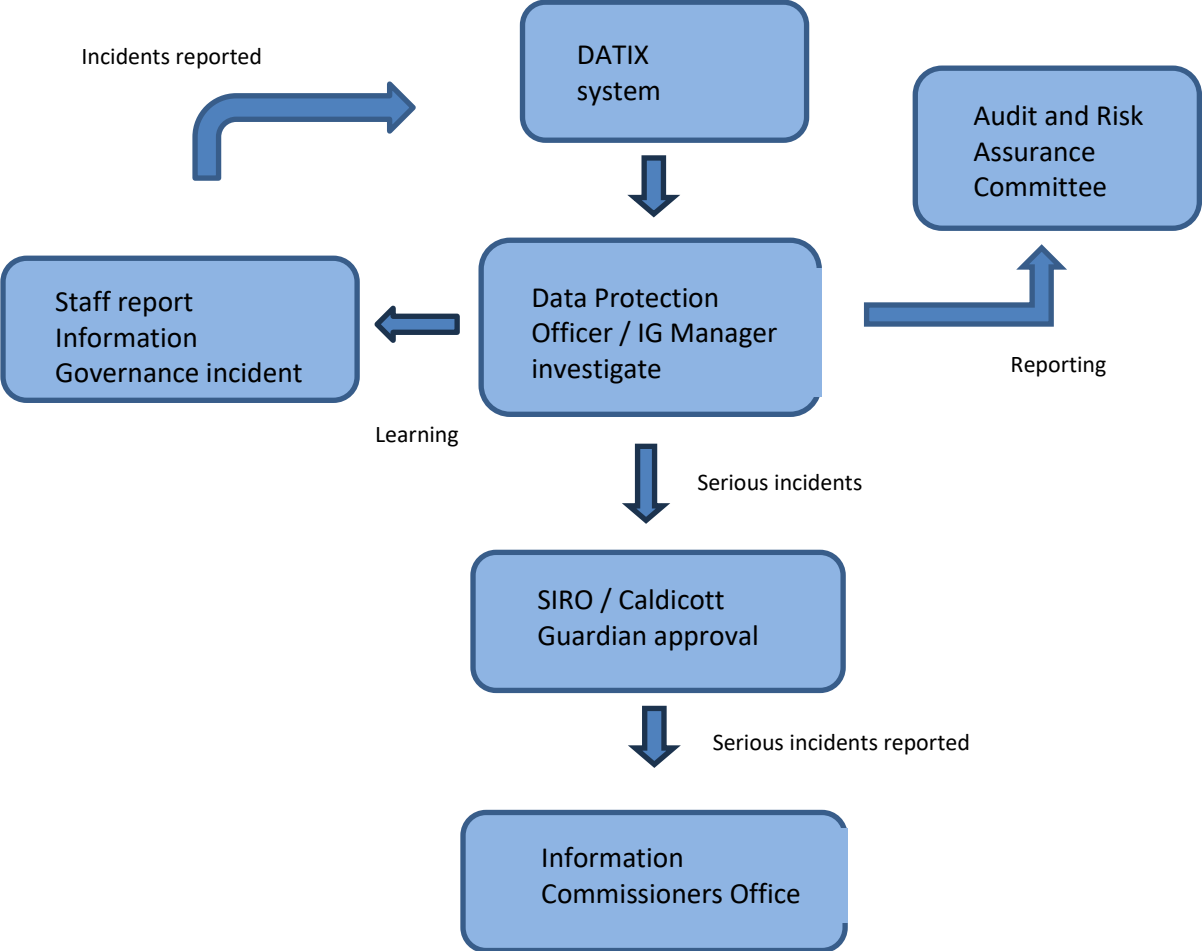 Incidents reported
DATIX
system
Audit and Risk
Assurance
Committee
Staff report
Information
Governance incident
Data Protection
Officer / IG Manager
investigate
Reporting
Learning
Serious incidents
SIRO / Caldicott
Guardian approval
Serious incidents reported
Information
Commissioners Office